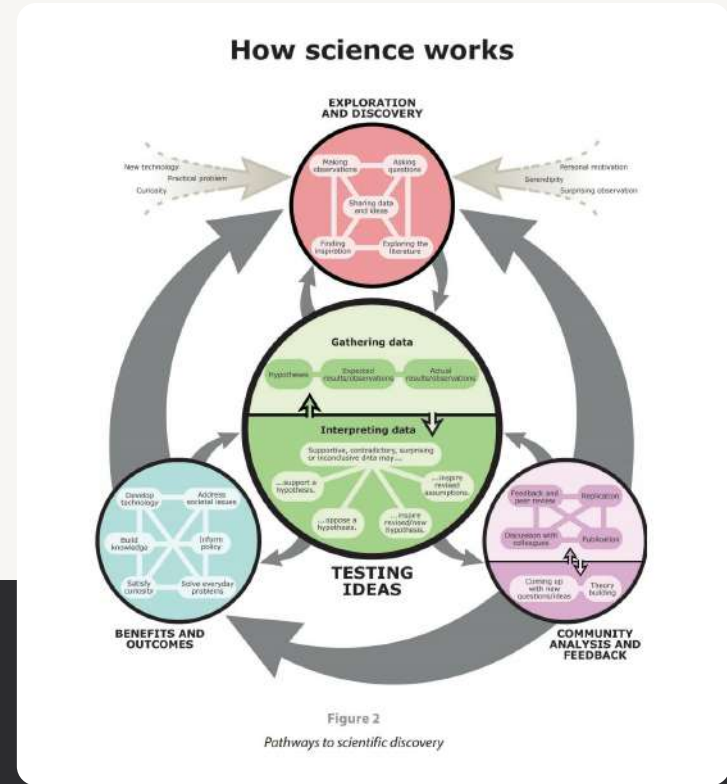 How science works
EXPLORATION
AND DISCOVERY
New technology
Practical problem
Curiosity
Personal motivation
Serendipity
Surprising observation
Making
observations
Asking
questions
Sharing data
and ideas
Finding
inspiration
Exploring the
literature
Gathering data
Hypotheses
Expected
results/observations
Actual
results/observations
Interpreting data
Supportive, contradictory, surprising
or inconclusive data may...
...support a
hypothesis.
...oppose a
hypothesis.
...inspire
revised/new
hypothesis.
...inspire
revised
assumptions.
TESTING
IDEAS
Develop
technology
Address
societal issues
Build
knowledge
Inform
policy
Satisfy
curiosity
Solve everyday
problems
BENEFITS AND
OUTCOMES
Feedback and
peer review
Replication
Discussion with
colleagues
Publication
Coming up
with new
questions/ideas
Theory
building
COMMUNITY
ANALYSIS AND
FEEDBACK
Figure 2
Pathways to scientific discovery